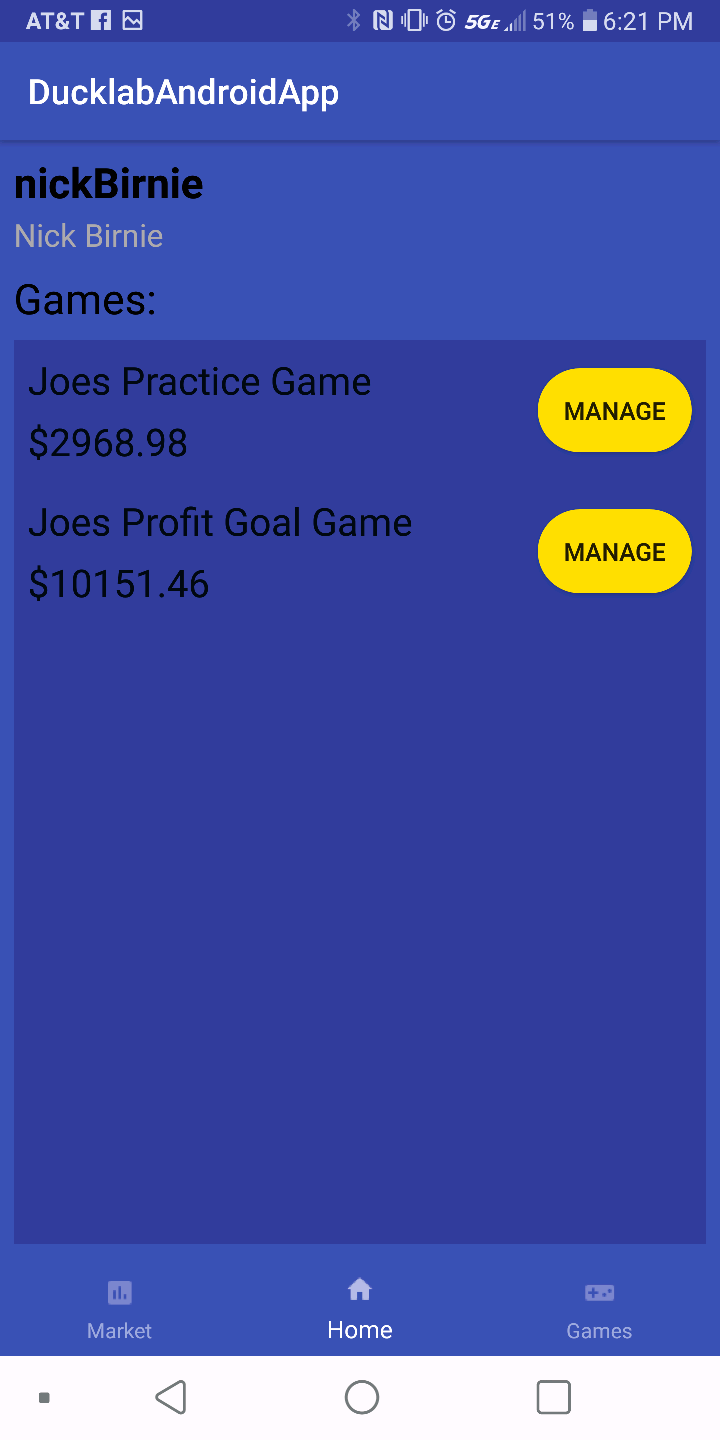 AT&T 5GE 51% 6:21 PM
DucklabAndroidApp
nickBirnie
Nick Birnie
Games:
Joes Practice Game
$2968.98
MANAGE
Joes Profit Goal Game
$10151.46
MANAGE
Market Home Games